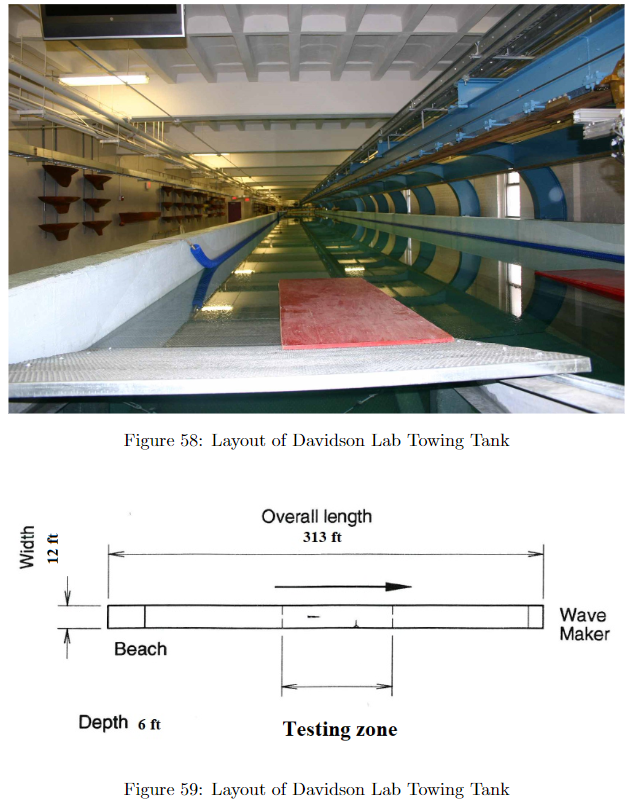 Figure 58: Layout of Davidson Lab Towing Tank
Overall length
313 ft
Width
12 ft
Wave
Maker
Beach
Depth 6 ft
Testing zone
Figure 59: Layout of Davidson Lab Towing Tank